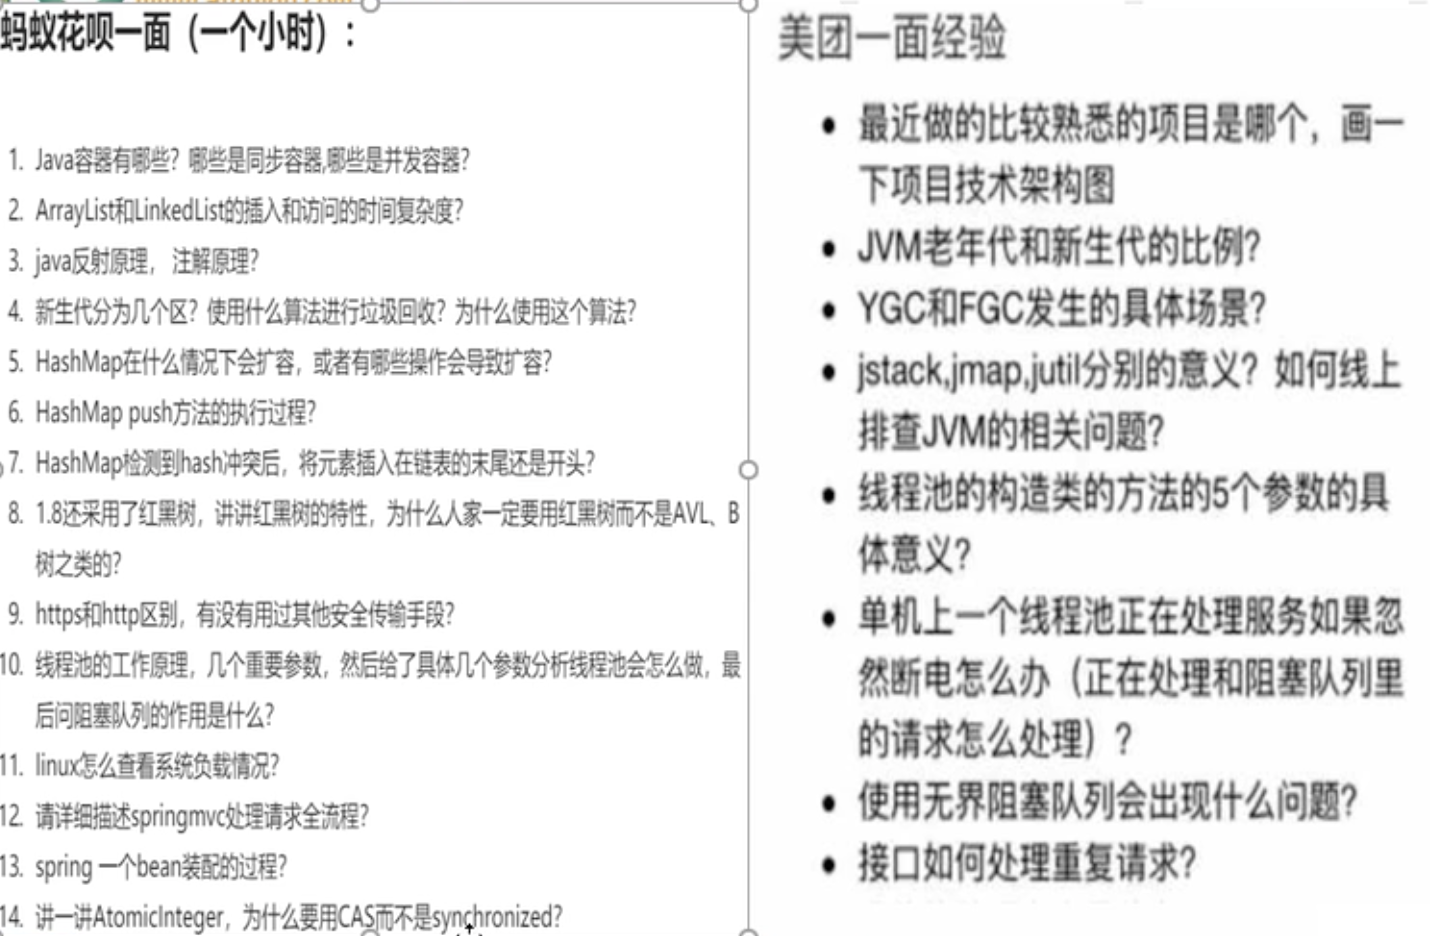 蚂蚁花呗一面（一个小时）：
1. Java容器有哪些？哪些是同步容器,哪些是并发容器？
2. ArrayList和LinkedList的插入和访问的时间复杂度？
3. java反射原理， 注解原理？
4. 新生代分为几个区？使用什么算法进行垃圾回收？为什么使用这个算法？
5. HashMap在什么情况下会扩容，或者有哪些操作会导致扩容？
6. HashMap push方法的执行过程？
7. HashMap检测到hash冲突后，将元素插入在链表的末尾还是开头？
8. 1.8还采用了红黑树，讲讲红黑树的特性，为什么人家一定要用红黑树而不是AVL、B
树之类的？
9. https和http区别，有没有用过其他安全传输手段？
10. 线程池的工作原理，几个重要参数，然后给了具体几个参数分析线程池会怎么做，最
后问阻塞队列的作用是什么？
11. linux怎么查看系统负载情况？
12. 请详细描述springmvc处理请求全流程？
13. spring 一个bean装配的过程？
14. 讲一讲AtomicInteger，为什么要用CAS而不是synchronized？
美团一面经验
• 最近做的比较熟悉的项目是哪个，画一
下项目技术架构图
• JVM老年代和新生代的比例？
• YGC和FGC发生的具体场景？
• jstack,jmap,jutil分别的意义？如何线上
排查JVM的相关问题？
• 线程池的构造类的方法的5个参数的具
体意义？
• 单机上一个线程池正在处理服务如果忽
然断电怎么办（正在处理和阻塞队列里
的请求怎么处理）？
• 使用无界阻塞队列会出现什么问题？
• 接口如何处理重复请求？